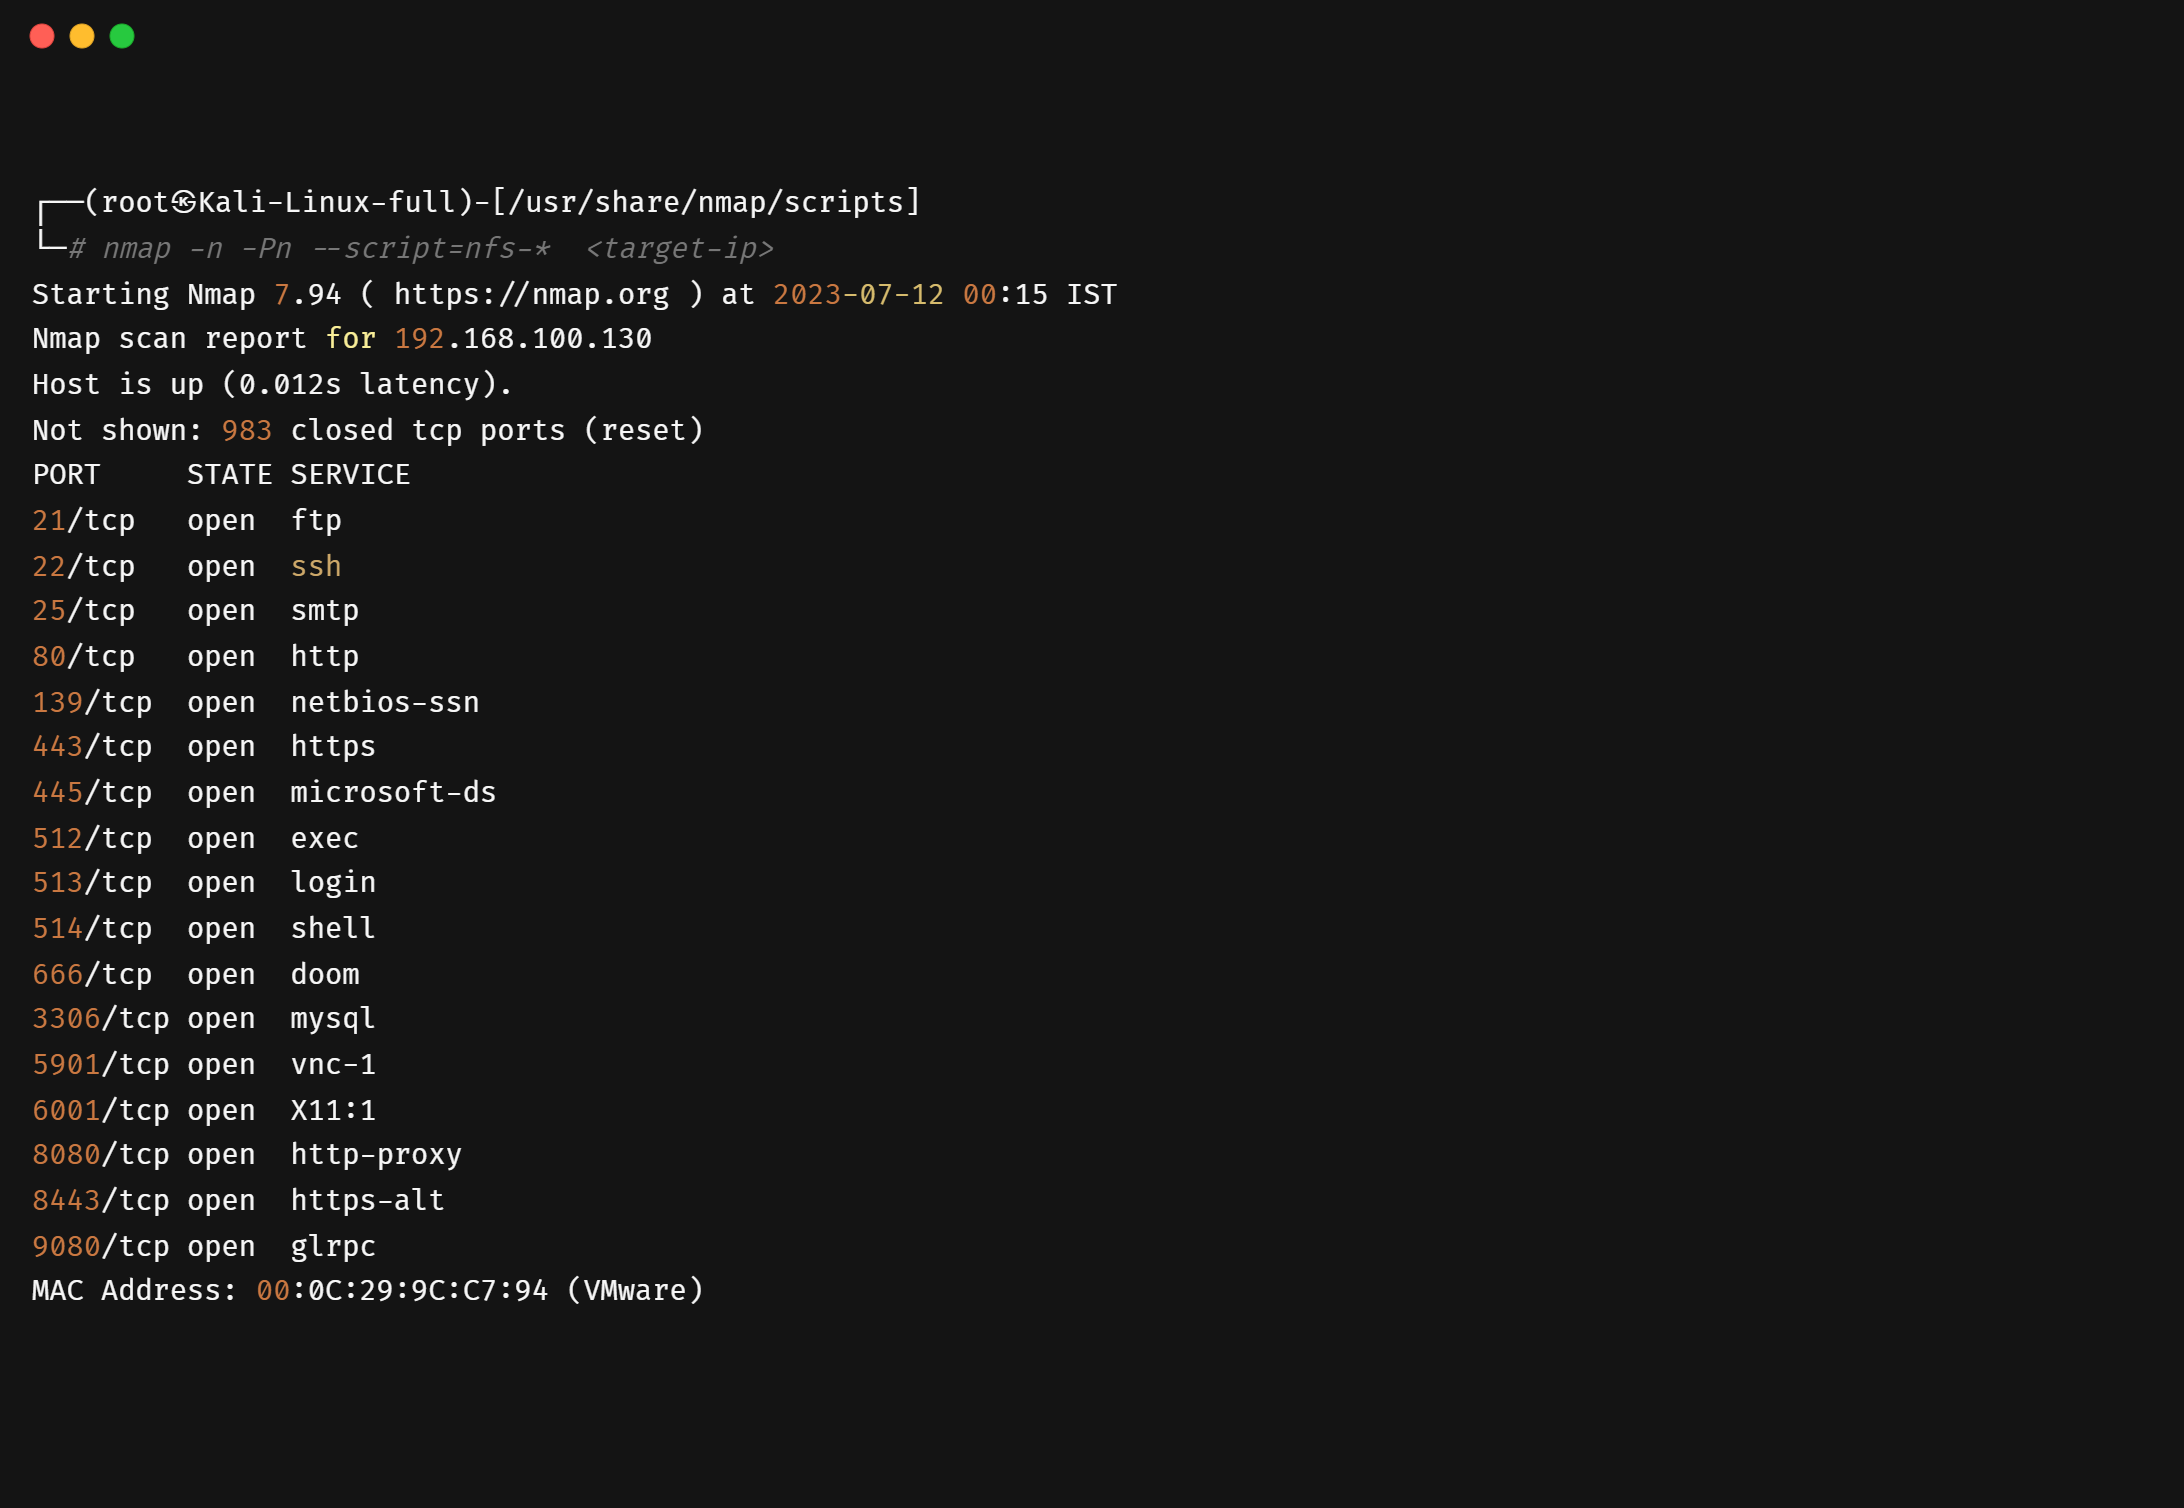 ┌──(root㉿Kali-Linux-full)-[/usr/share/nmap/scripts]
└─# nmap -n -Pn --script=nfs-*  <target-ip>
Starting Nmap 7.94 ( https://nmap.org ) at 2023-07-12 00:15 IST
Nmap scan report for 192.168.100.130
Host is up (0.012s latency).
Not shown: 983 closed tcp ports (reset)
PORT     STATE SERVICE
21/tcp   open  ftp
22/tcp   open  ssh
25/tcp   open  smtp
80/tcp   open  http
139/tcp  open  netbios-ssn
443/tcp  open  https
445/tcp  open  microsoft-ds
512/tcp  open  exec
513/tcp  open  login
514/tcp  open  shell
666/tcp  open  doom
3306/tcp open  mysql
5901/tcp open  vnc-1
6001/tcp open  X11:1
8080/tcp open  http-proxy
8443/tcp open  https-alt
9080/tcp open  glrpc
MAC Address: 00:0C:29:9C:C7:94 (VMware)